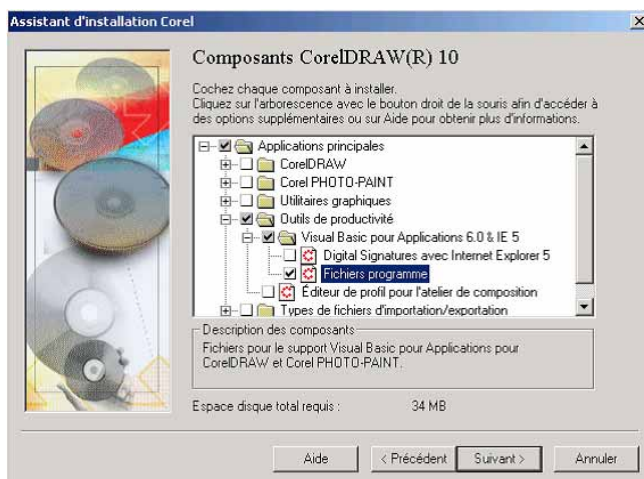 Assistant d'installation Corel
Composants CorelDRAW(R) 10
Cochez chaque composant à installer.
Cliquez sur l'arborescence avec le bouton droit de la souris afin d'accéder à
des options supplémentaires ou sur Aide pour obtenir plus d'informations.
Applications principales
CorelDRAW
Corel PHOTO-PAINT
Utilitaires graphiques
Outils de productivité
Visual Basic pour Applications 6.0 & IE 5
Digital Signatures avec Internet Explorer 5
Fichiers programme
Éditeur de profil pour l'atelier de composition
Types de fichiers d'importation/exportation
Description des composants
Fichiers pour le support Visual Basic pour Applications pour
CorelDRAW et Corel PHOTO-PAINT.
Espace disque total requis : 34 MB
Aide < Précédent Suivant > Annuler